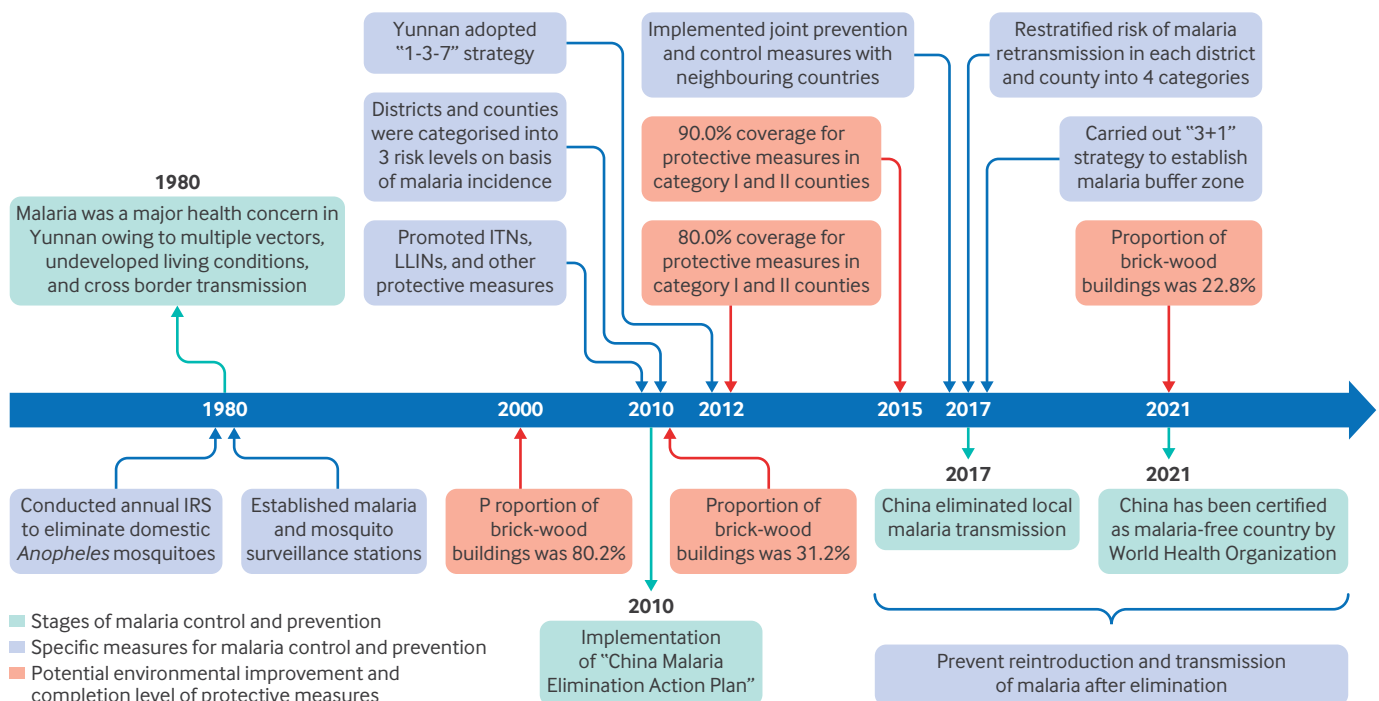 Yunnan adopted
"1-3-7" strategy
Implemented joint prevention
and control measures with
neighbouring countries
Restratified risk of malaria
retransmission in each district
and county into 4 categories
Districts and counties
were categorised into
3 risk levels on basis
of malaria incidence
90.0% coverage for
protective measures in
category I and II counties
Carried out "3+1"
strategy to establish
malaria buffer zone
1980
Malaria was a major health concern in
Yunnan owing to multiple vectors,
undeveloped living conditions,
and cross border transmission
Promoted ITNs,
LLINs, and other
protective measures
80.0% coverage for
protective measures in
category I and II counties
Proportion of
brick-wood
buildings was 22.8%
1980
2000
2010
2012
2015
2017
2021
Conducted annual IRS
to eliminate domestic
Anopheles mosquitoes
Established malaria
and mosquito
surveillance stations
P roportion of
brick-wood
buildings was 80.2%
Proportion of
brick-wood
buildings was 31.2%
2017
China eliminated local
malaria transmission
2021
China has been certified
as malaria-free country by
World Health Organization
2010
Implementation
of "China Malaria
Elimination Action Plan"
Prevent reintroduction and transmission
of malaria after elimination
Stages of malaria control and prevention
Specific measures for malaria control and prevention
Potential environmental improvement and
completion level of protective measures